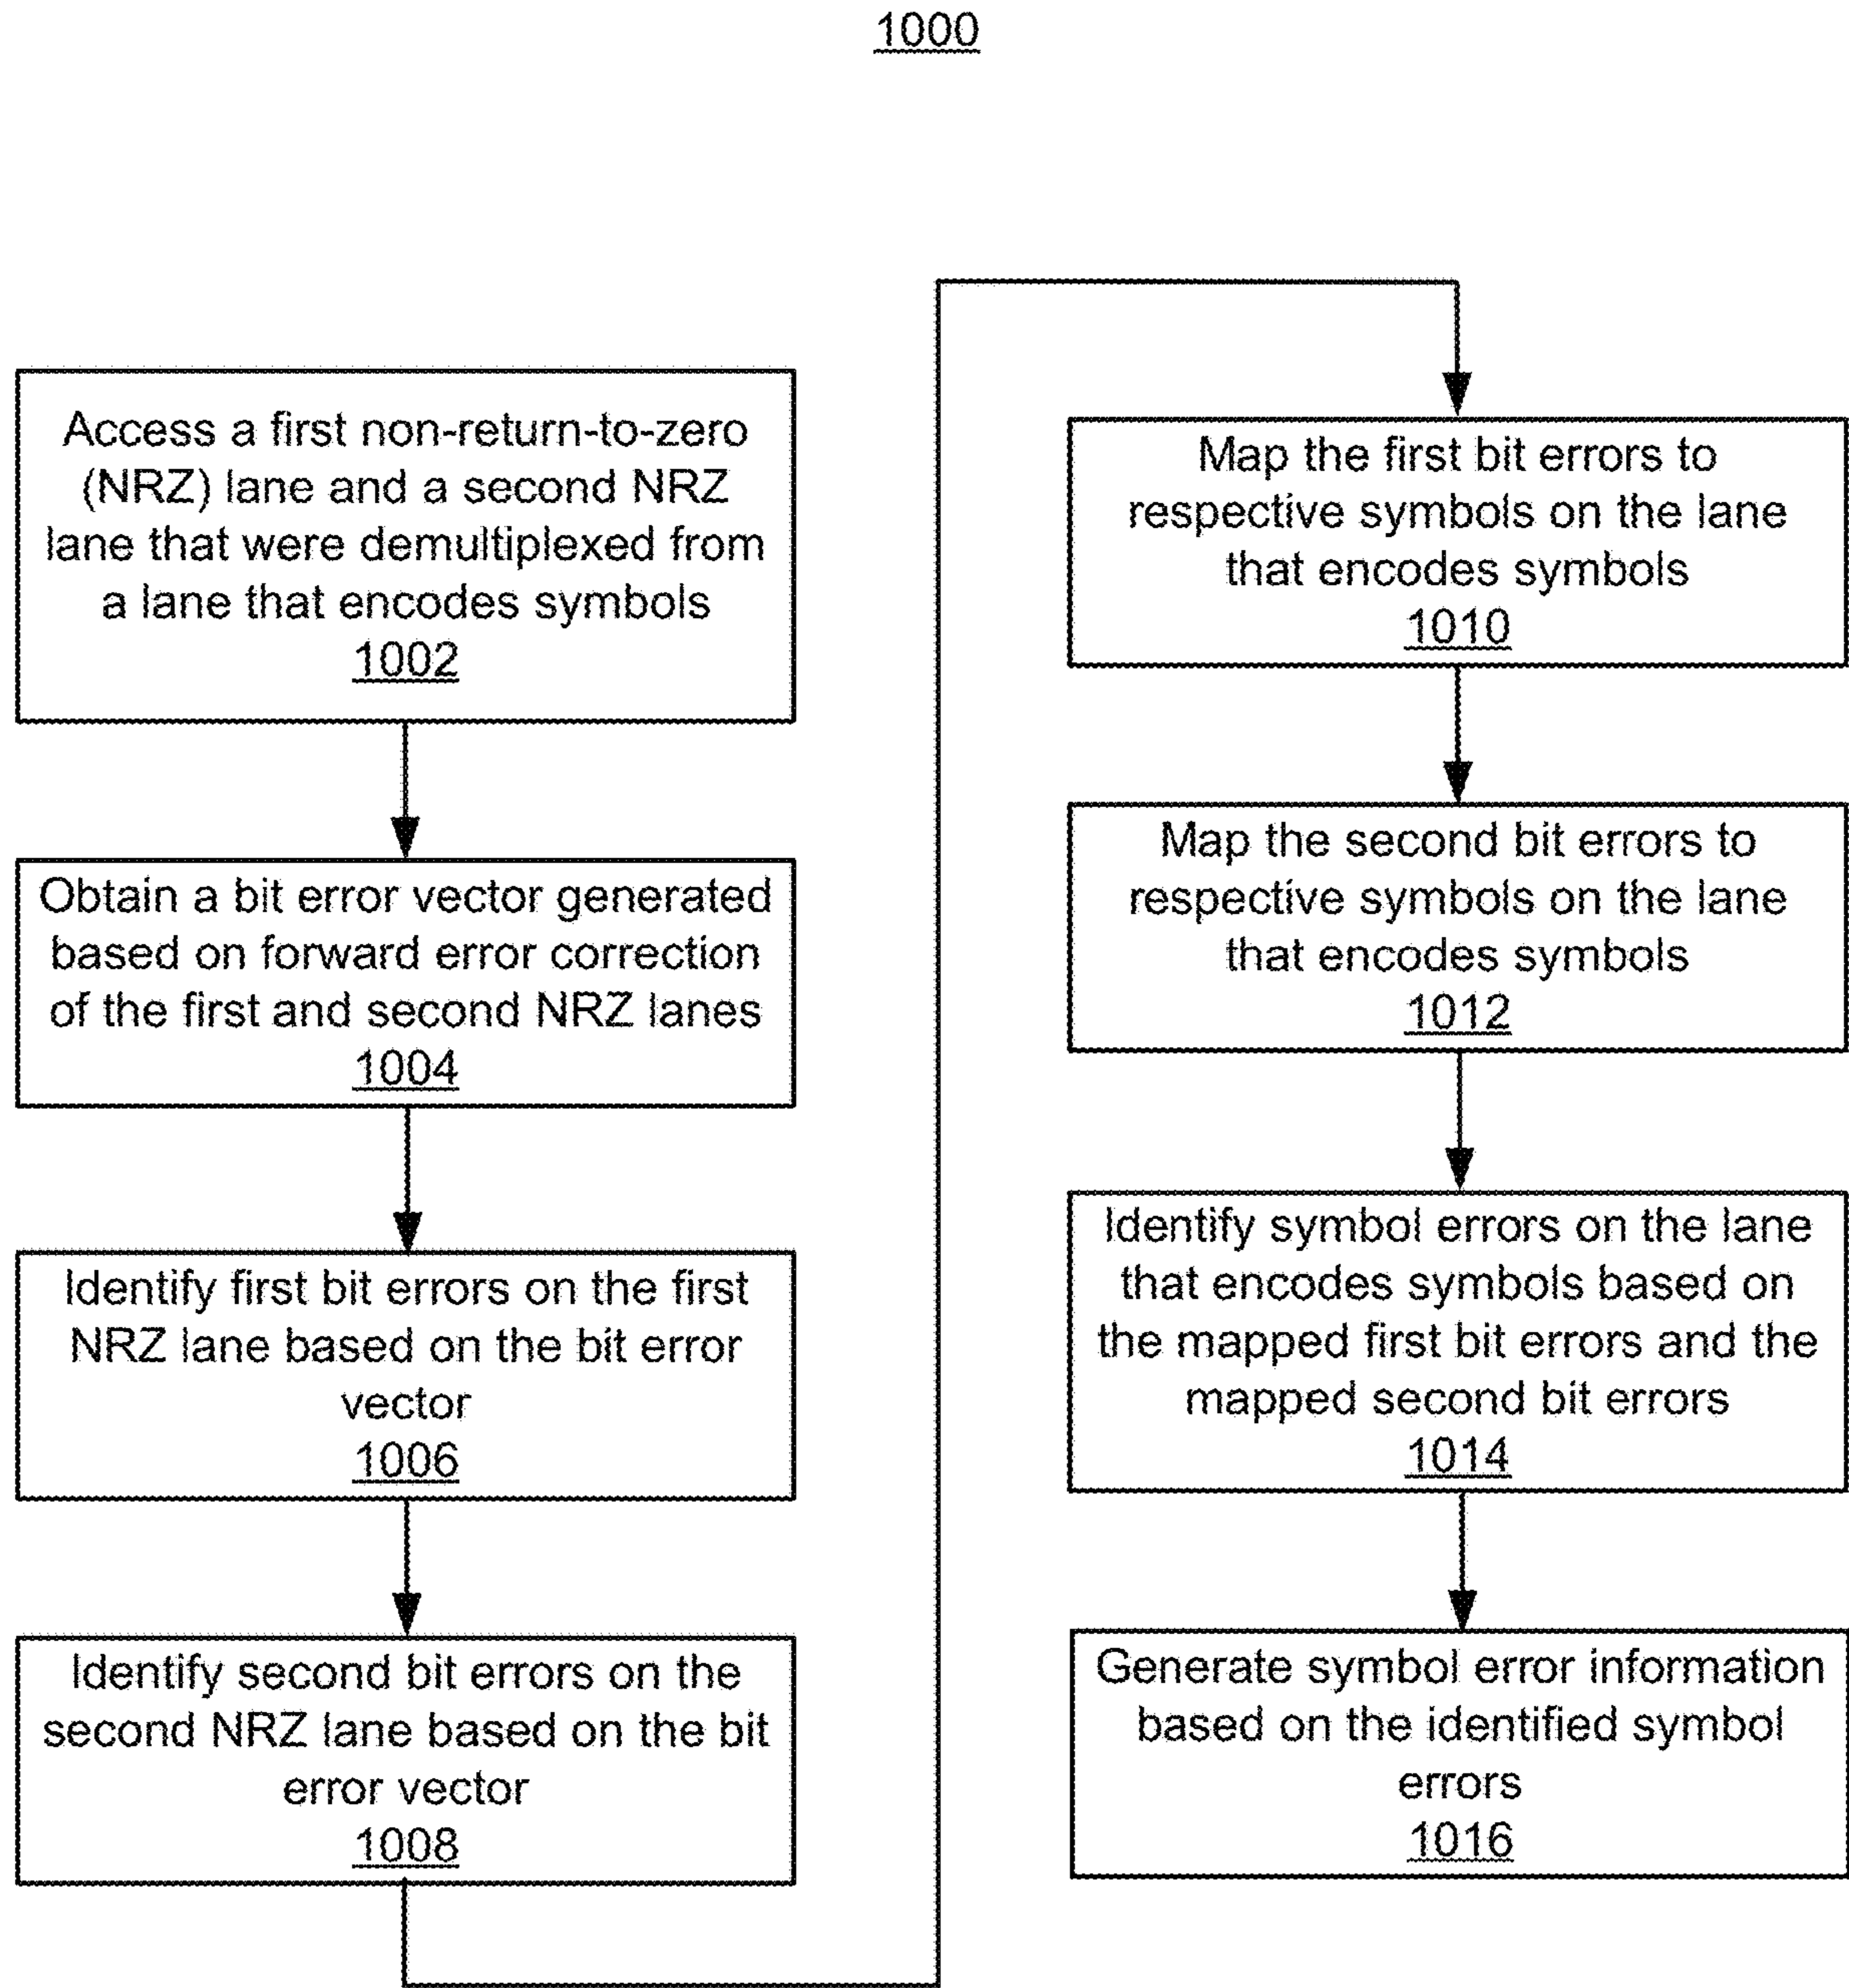 1000
Access a first non-return-to-zero
(NRZ) lane and a second NRZ
lane that were demultiplexed from
a lane that encodes symbols
1002
Obtain a bit error vector generated
based on forward error correction
of the first and second NRZ lanes
1004
Identify first bit errors on the first
NRZ lane based on the bit error
vector
1006
Identify second bit errors on the
second NRZ lane based on the bit
error vector
1008
Map the first bit errors to
respective symbols on the lane
that encodes symbols
1010
Map the second bit errors to
respective symbols on the lane
that encodes symbols
1012
Identify symbol errors on the lane
that encodes symbols based on
the mapped first bit errors and the
mapped second bit errors
1014
Generate symbol error information
based on the identified symbol
errors
1016